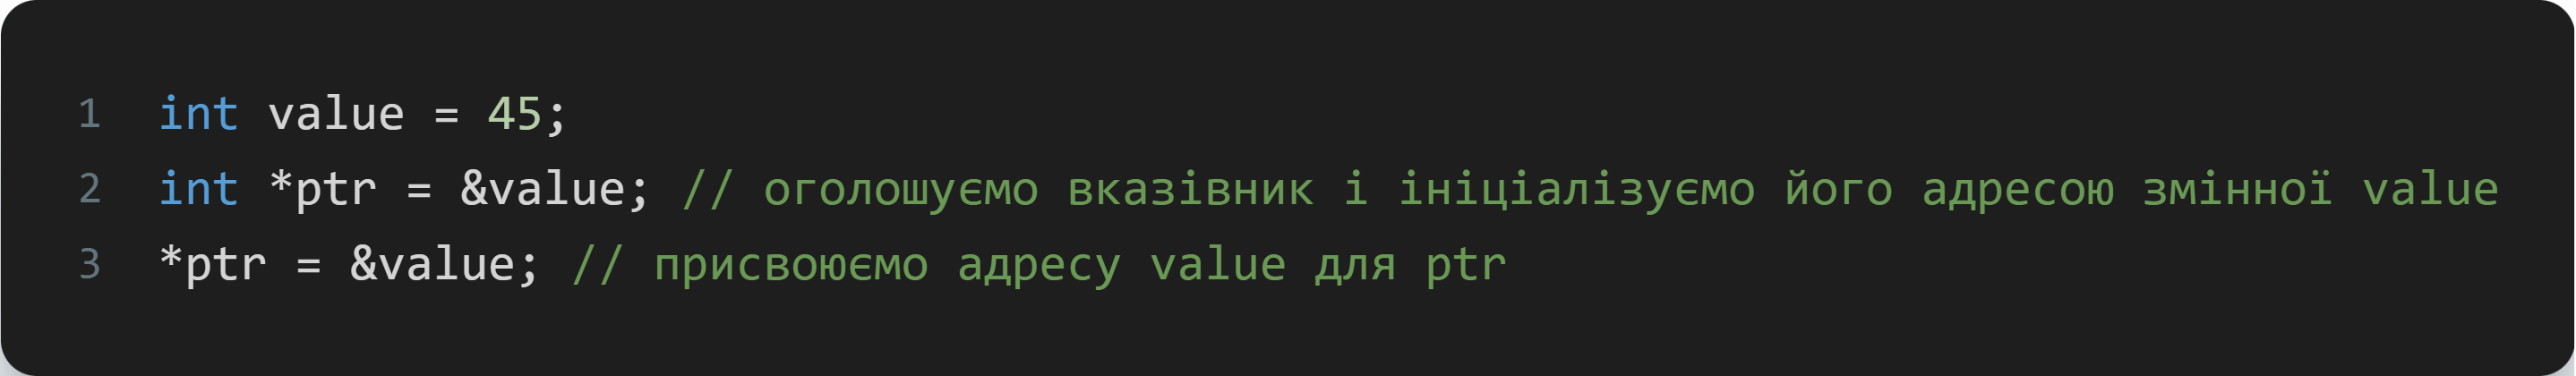 1 int value = 45;
2 int *ptr = &value; // оголошуємо вказівник і ініціалізуємо його адресою змінної value
3 *ptr = &value; // присвоюємо адресу value для ptr